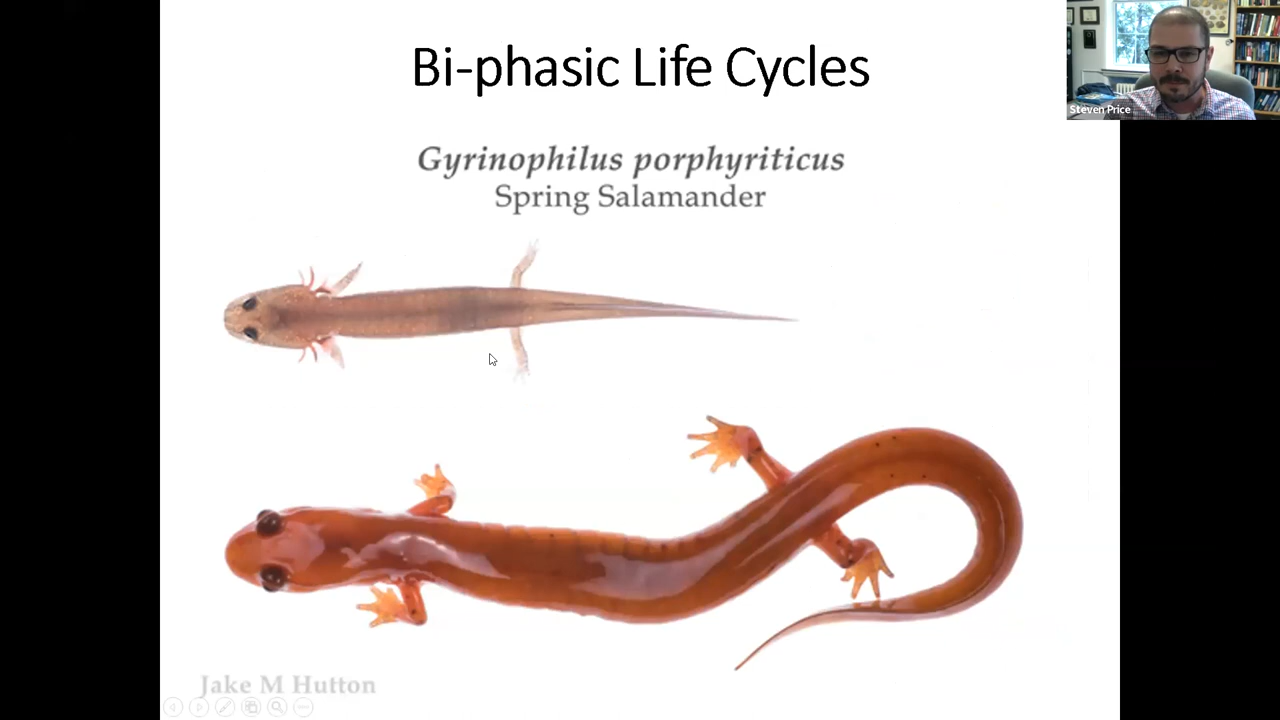 Bi-phasic Life Cycles
Steven Price
Gyrinophilus porphyriticus
Spring Salamander
Jake M Hutton